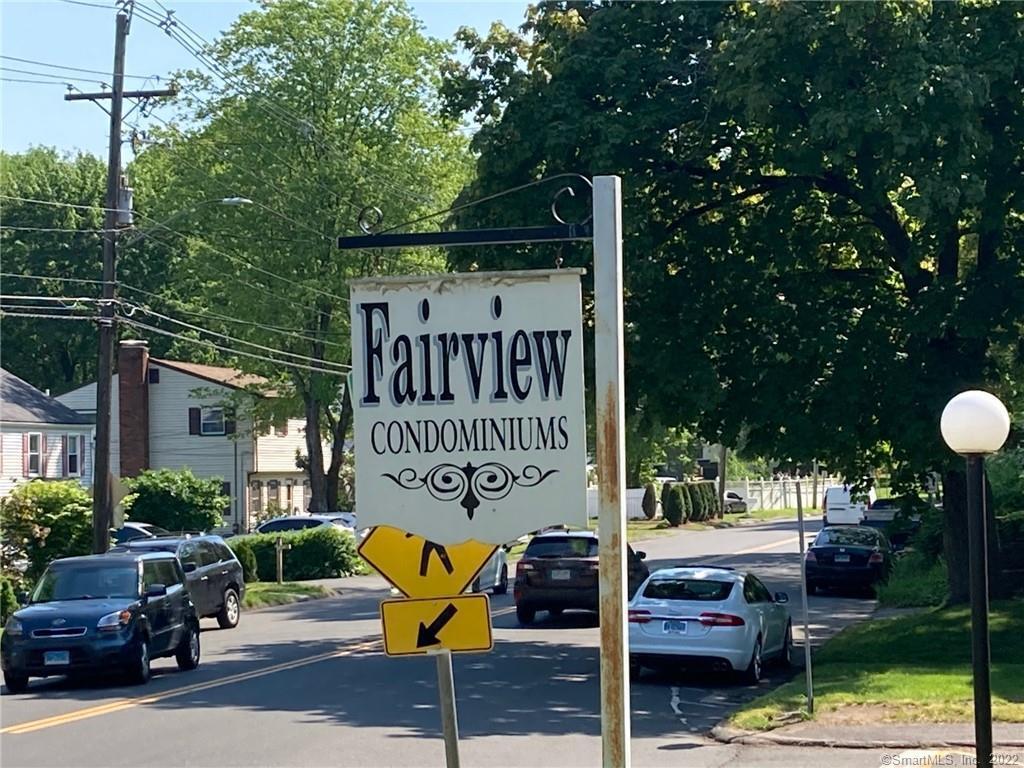 Fairview
CONDOMINIUMS
©SmartMLS, Inc. 2022